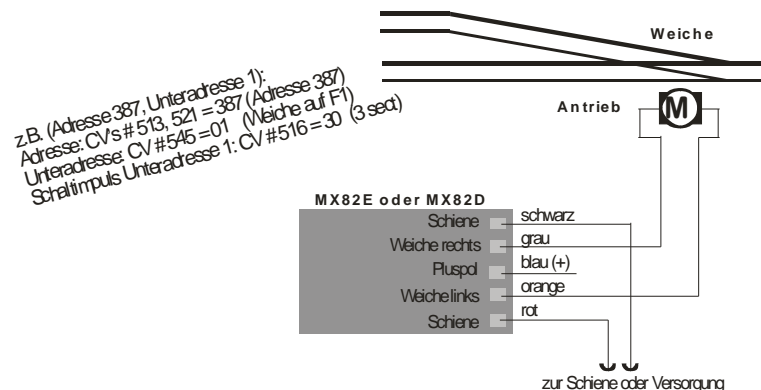 Weiche
z.B. (Adresse 387, Unteradresse 1):
Adresse: CV's # 513, 521 = 387 (Adresse 387)
Unteradresse: CV # 545 = 01 (Weiche auf F1)
Schaltimpuls Unteradresse 1: CV # 516 = 30 (3 sect)
Antrieb
M
MX82E oder MX82D
Schiene schwarz
Weiche rechts grau
Pluspol blau (+)
Weiche links orange
Schiene rot
zur Schiene oder Versorgung